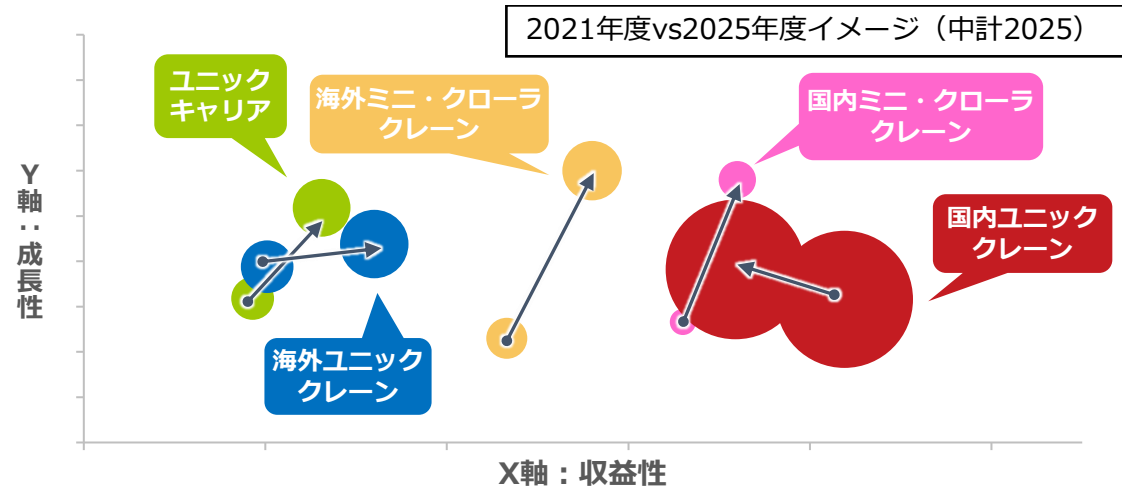 2021年度vs2025年度イメージ（中計2025）
ユニック
キャリア
海外ミニ・クローラ
クレーン
国内ミニ・クローラ
クレーン
国内ユニック
クレーン
海外ユニック
クレーン
Y軸：成長性
X軸：収益性